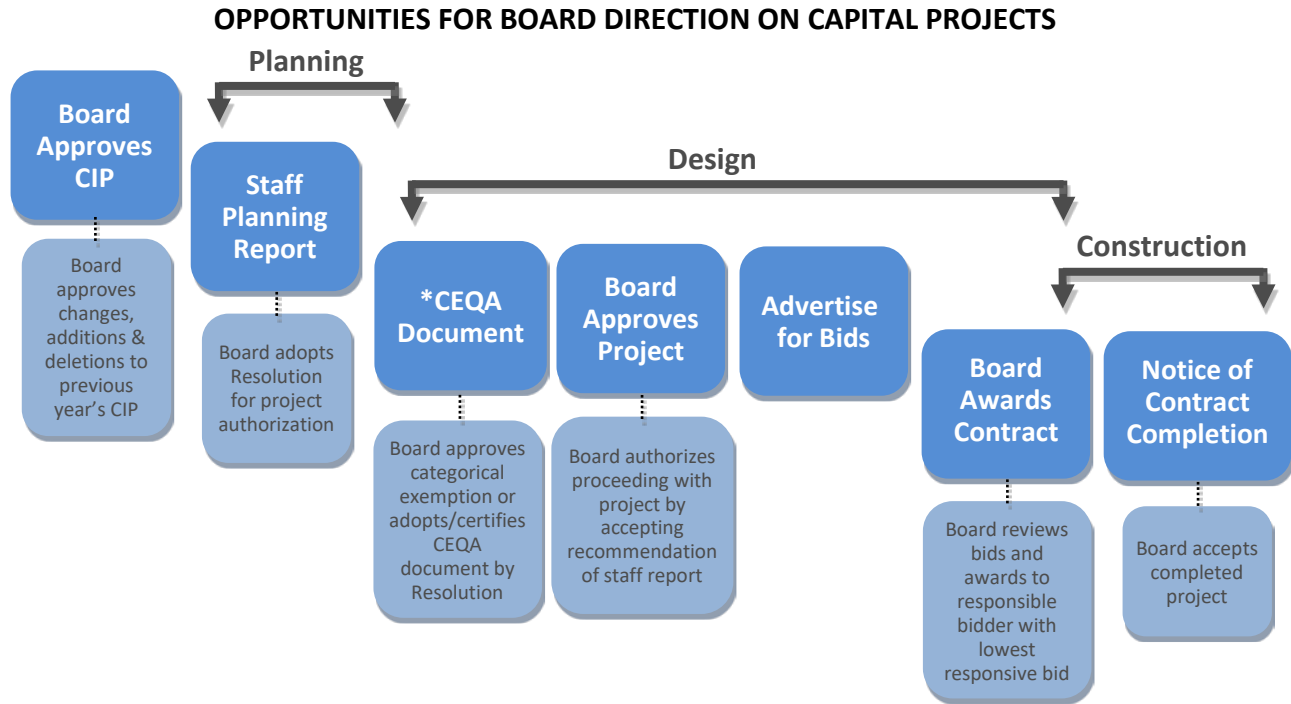 OPPORTUNITIES FOR BOARD DIRECTION ON CAPITAL PROJECTS
Planning
Board
Approves
CIP
Board
approves
changes,
additions &
deletions to
previous
year’s CIP
Staff
Planning
Report
Board adopts
Resolution
for project
authorization
Design
*CEQA
Document
Board approves
categorical
exemption or
adopts/certifies
CEQA
document by
Resolution
Board
Approves
Project
Board authorizes
proceeding with
project by
accepting
recommendation
of staff report
Advertise
for Bids
Construction
Board
Awards
Contract
Board reviews
bids and
awards to
responsible
bidder with
lowest
responsive bid
Notice of
Contract
Completion
Board accepts
completed
project